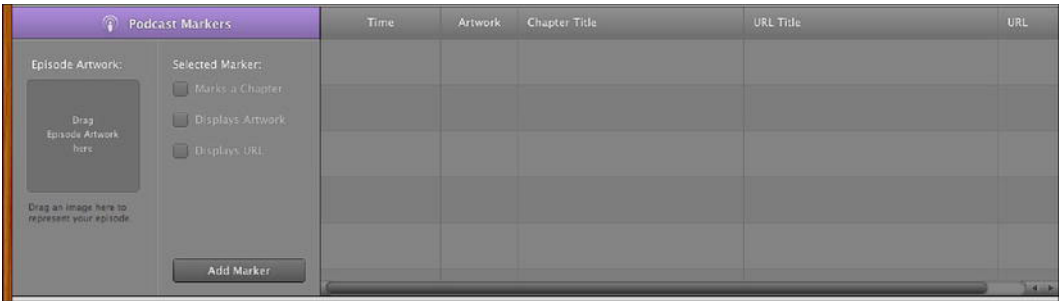 Podcast Markers
Time
Artwork
Chapter Title
URL Title
URL
Episode Artwork:
Drag
Episode Artwork
here
Drag an image here to
represent your episode.
Selected Marker:
Marks a Chapter
Displays Artwork
Displays URL
Add Marker